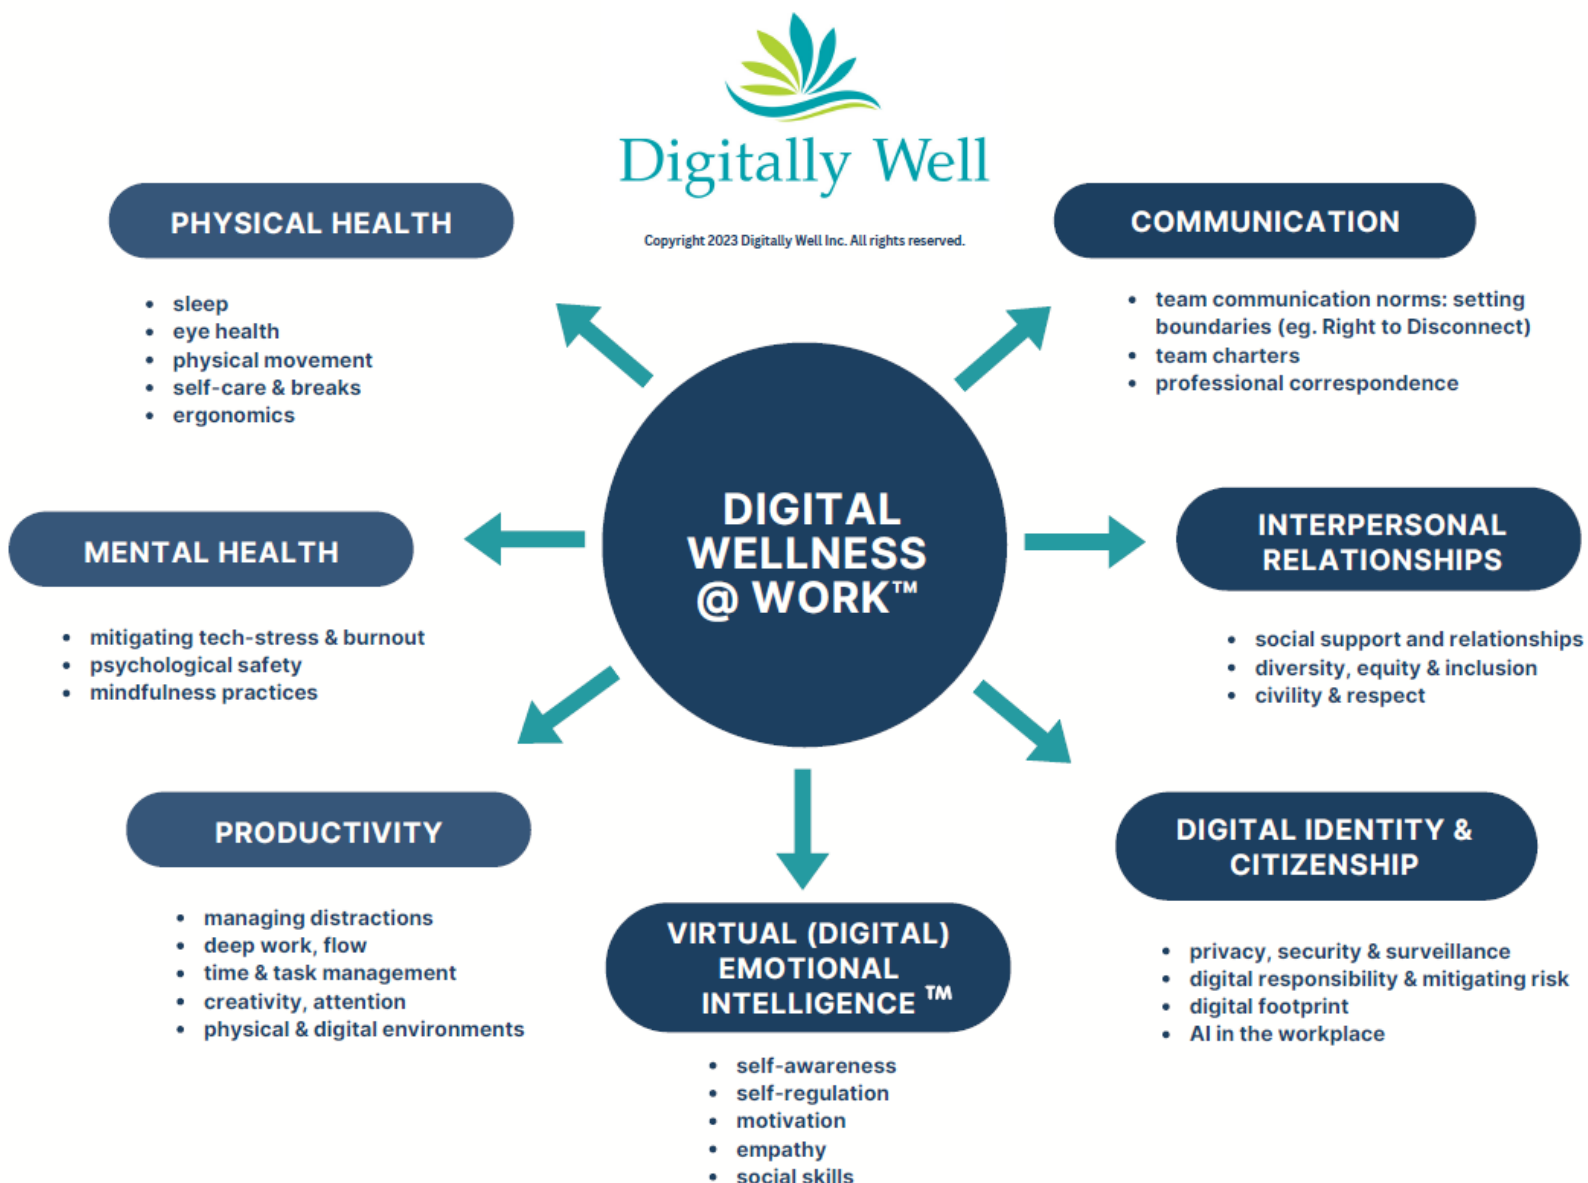 Digitally Well
Copyright 2023 Digitally Well Inc. All rights reserved.
PHYSICAL HEALTH
• sleep
• eye health
• physical movement
• self-care & breaks
• ergonomics
COMMUNICATION
• team communication norms: setting
boundaries (eg. Right to Disconnect)
• team charters
• professional correspondence
DIGITAL
WELLNESS
@ WORK™
MENTAL HEALTH
• mitigating tech-stress & burnout
• psychological safety
• mindfulness practices
INTERPERSONAL
RELATIONSHIPS
• social support and relationships
• diversity, equity & inclusion
• civility & respect
PRODUCTIVITY
• managing distractions
• deep work, flow
• time & task management
• creativity, attention
• physical & digital environments
VIRTUAL (DIGITAL)
EMOTIONAL
INTELLIGENCE ™
• self-awareness
• self-regulation
• motivation
• empathy
• social skills
DIGITAL IDENTITY &
CITIZENSHIP
• privacy, security & surveillance
• digital responsibility & mitigating risk
• digital footprint
• AI in the workplace